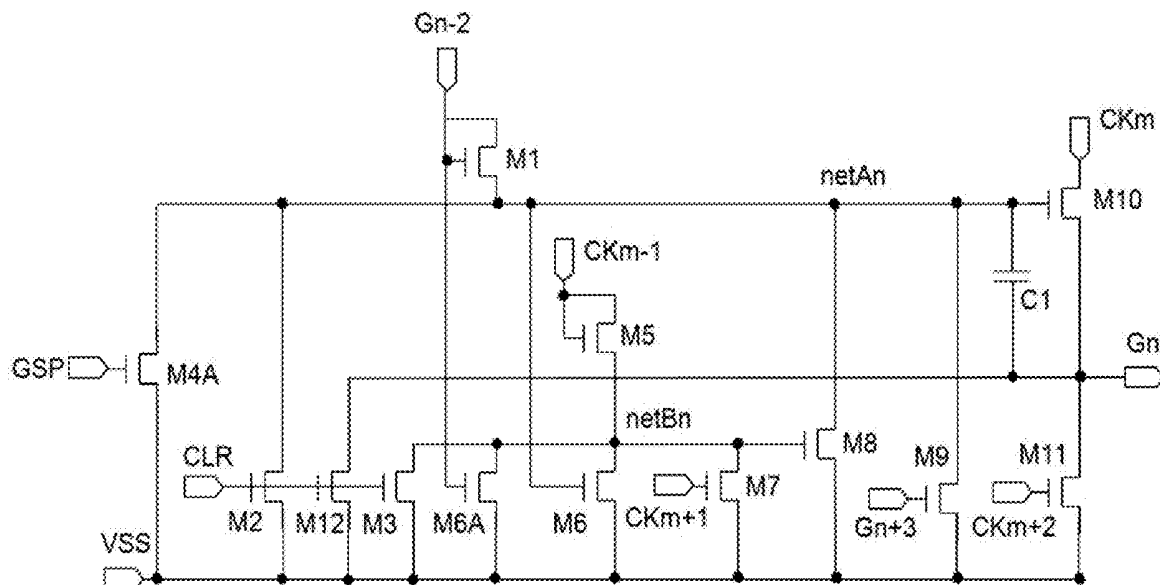 Gn-2
CKm
M1
netAn
M10
CKm-1
C1
M5
Gn
GSP
M4A
netBn
M8
CLR
M9
M11
M7
M2
M12
M3
M6A
M6
CKm+1
Gn+3
CKm+2
VSS